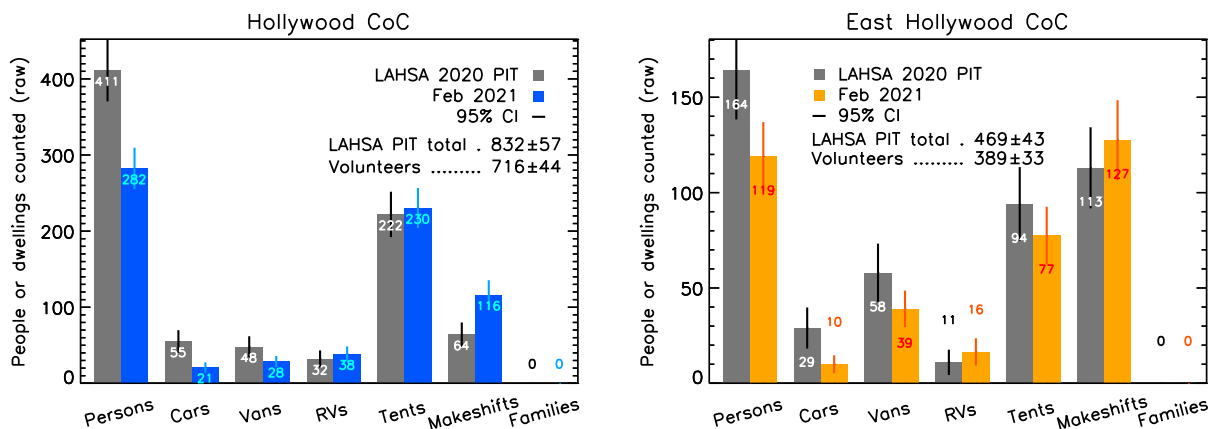 Hollywood CoC
People or dwellings counted (raw)
400
300
200
100
0
LAHSA 2020 PIT
Feb 2021
95% CI
LAHSA PIT total . 832±57
Volunteers ......... 716±44
411
282
55
21
48
28
32
38
222
230
64
116
0
0
Persons
Cars
Vans
RVs
Tents
Makeshifts
Families
East Hollywood CoC
People or dwellings counted (raw)
150
100
50
0
LAHSA 2020 PIT
Feb 2021
95% CI
LAHSA PIT total . 469±43
Volunteers ......... 389±33
164
119
29
10
58
39
11
16
94
77
113
127
0
0
Persons
Cars
Vans
RVs
Tents
Makeshifts
Families